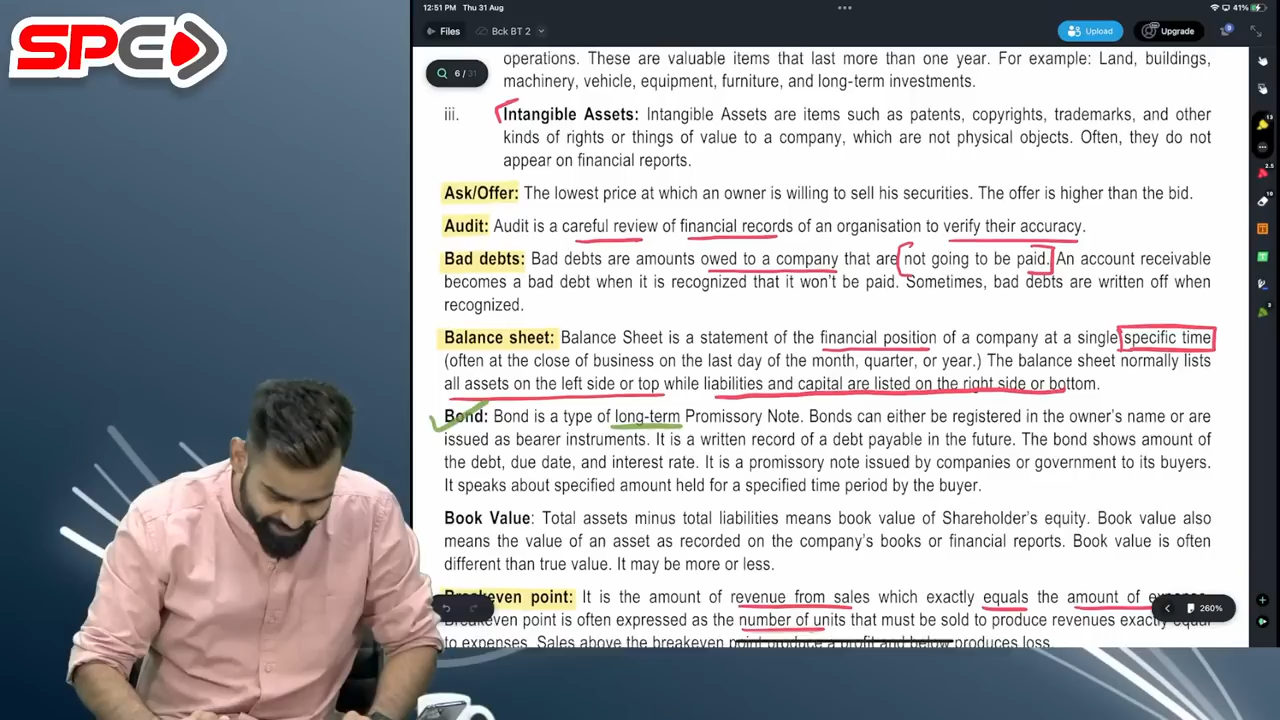 SPC
12:51 PM Thu 31 Aug
41%
Files
Bck BT 2
Upload
Upgrade
operations. These are valuable items that last more than one year. For example: Land, buildings,
6 / 31
machinery, vehicle, equipment, furniture, and long-term investments.
iii. Intangible Assets: Intangible Assets are items such as patents, copyrights, trademarks, and other
kinds of rights or things of value to a company, which are not physical objects. Often, they do not
appear on financial reports.
Ask/Offer: The lowest price at which an owner is willing to sell his securities. The offer is higher than the bid.
Audit: Audit is a careful review of financial records of an organisation to verify their accuracy.
Bad debts: Bad debts are amounts owed to a company that are not going to be paid. An account receivable
becomes a bad debt when it is recognized that it won't be paid. Sometimes, bad debts are written off when
recognized.
Balance sheet: Balance Sheet is a statement of the financial position of a company at a single specific time
(often at the close of business on the last day of the month, quarter, or year.) The balance sheet normally lists
all assets on the left side or top while liabilities and capital are listed on the right side or bottom.
Bond: Bond is a type of long-term Promissory Note. Bonds can either be registered in the owner's name or are
issued as bearer instruments. It is a written record of a debt payable in the future. The bond shows amount of
the debt, due date, and interest rate. It is a promissory note issued by companies or government to its buyers.
It speaks about specified amount held for a specified time period by the buyer.
Book Value: Total assets minus total liabilities means book value of Shareholder's equity. Book value also
means the value of an asset as recorded on the company's books or financial reports. Book value is often
different than true value. It may be more or less.
Breakeven point: It is the amount of revenue from sales which exactly equals the amount of
260%
Breakeven point is often expressed as the number of units that must be sold to produce revenues exactly equal
to expenses. Sales above the breakeven point produce a profit and below produces loss.